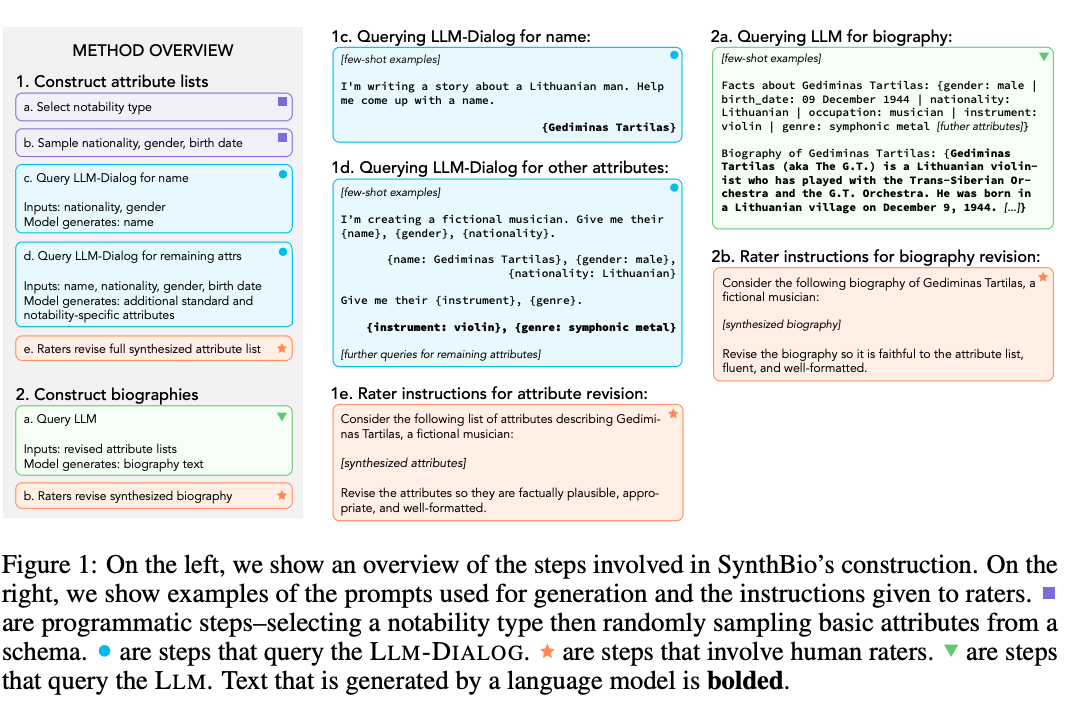 METHOD OVERVIEW
1. Construct attribute lists
a. Select notability type
b. Sample nationality, gender, birth date
c. Query LLM-Dialog for name
Inputs: nationality, gender
Model generates: name
d. Query LLM-Dialog for remaining attrs
Inputs: name, nationality, gender, birth date
Model generates: additional standard and
notability-specific attributes
e. Raters revise full synthesized attribute list
2. Construct biographies
a. Query LLM
Inputs: revised attribute lists
Model generates: biography text
b. Raters revise synthesized biography
1c. Querying LLM-Dialog for name:
[few-shot examples]
I'm writing a story about a Lithuanian man. Help
me come up with a name.
{Gediminas Tartilas}
1d. Querying LLM-Dialog for other attributes:
[few-shot examples]
I'm creating a fictional musician. Give me their
{name}, {gender}, {nationality}.
{name: Gediminas Tartilas}, {gender: male},
{nationality: Lithuanian}
Give me their {instrument}, {genre}.
{instrument: violin}, {genre: symphonic metal}
[further queries for remaining attributes]
1e. Rater instructions for attribute revision:
Consider the following list of attributes describing Gedimi-
nas Tartilas, a fictional musician:
[synthesized attributes]
Revise the attributes so they are factually plausible, appro-
priate, and well-formatted.
2a. Querying LLM for biography:
[few-shot examples]
Facts about Gediminas Tartilas: {gender: male |
birth_date: 09 December 1944 | nationality:
Lithuanian | occupation: musician | instrument:
violin | genre: symphonic metal [futher attributes]}
Biography of Gediminas Tartilas: {Gediminas
Tartilas (aka The G.T.) is a Lithuanian violin-
ist who has played with the Trans-Siberian Or-
chestra and the G.T. Orchestra. He was born in
a Lithuanian village on December 9, 1944. [...]}
2b. Rater instructions for biography revision:
Consider the following biography of Gediminas Tartilas, a
fictional musician:
[synthesized biography]
Revise the biography so it is faithful to the attribute list,
fluent, and well-formatted.
Figure 1: On the left, we show an overview of the steps involved in SynthBio's construction. On the
right, we show examples of the prompts used for generation and the instructions given to raters. ■
are programmatic steps–selecting a notability type then randomly sampling basic attributes from a
schema. ● are steps that query the LLM-DIALOG. ★ are steps that involve human raters. ▼ are steps
that query the LLM. Text that is generated by a language model is bolded.